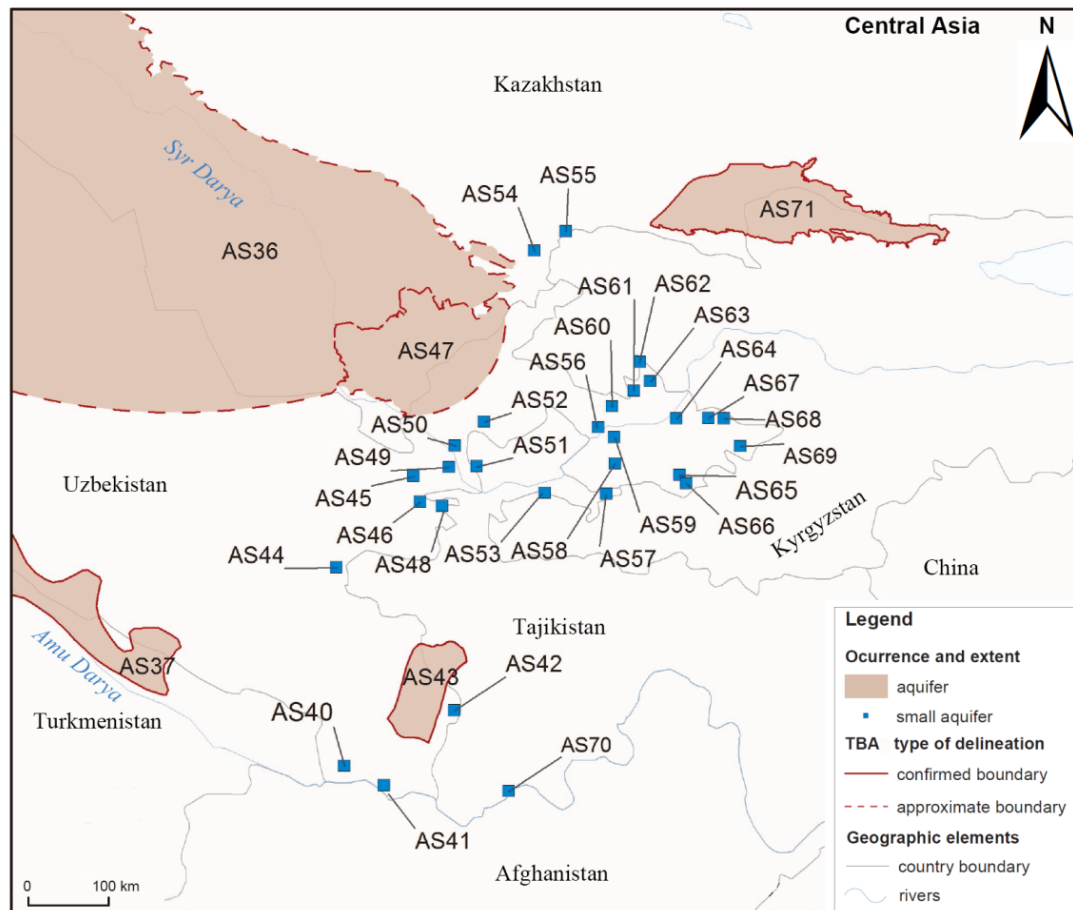 Central Asia
N
Kazakhstan
Syr Darya
AS55
AS54
AS71
AS36
AS61
AS62
AS60
AS63
AS47
AS56
AS64
AS67
AS52
AS50
AS68
AS49
AS51
AS69
Uzbekistan
AS45
AS65
AS46
AS66
AS59
AS44
AS48
AS53
AS58
AS57
Kyrgyzstan
China
Tajikistan
AS37
AS43
AS42
Amu Darya
Turkmenistan
AS40
AS70
AS41
Afghanistan
0
100 km
Legend
Ocurrence and extent
aquifer
small aquifer
TBA type of delineation
confirmed boundary
approximate boundary
Geographic elements
country boundary
rivers